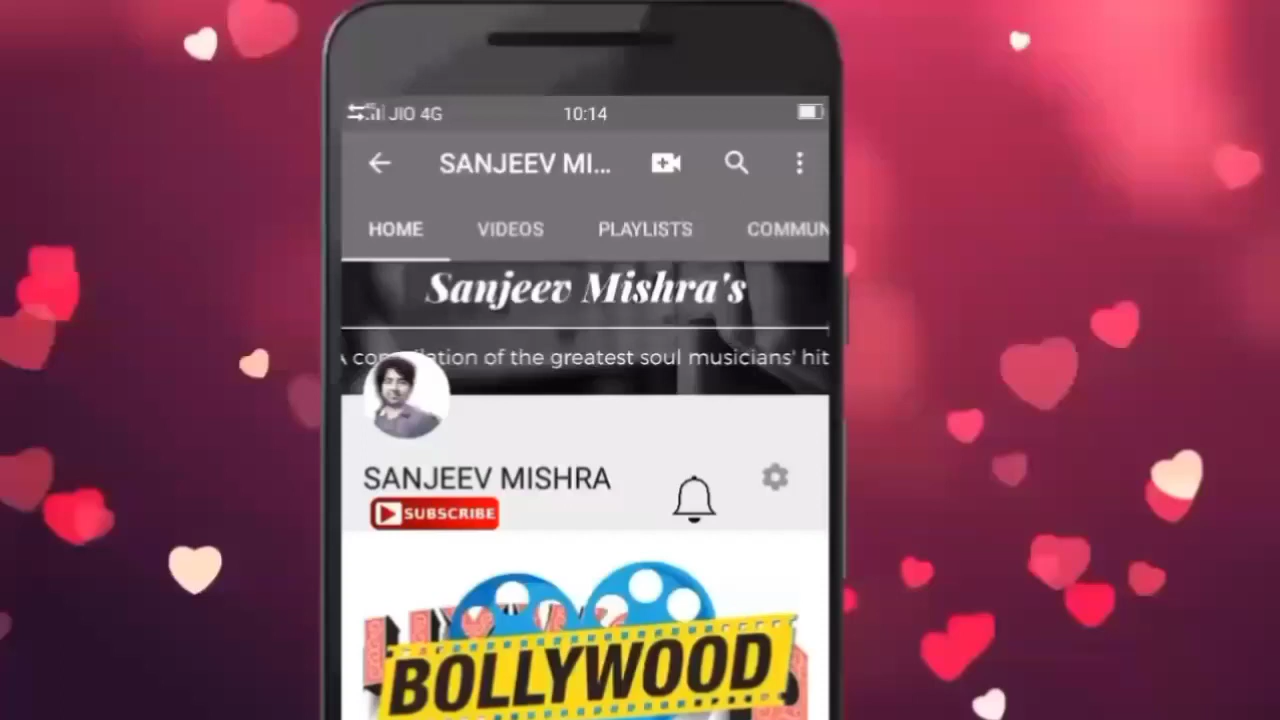 JIO 4G 10:14
SANJEEV MI...
HOME VIDEOS PLAYLISTS COMMUN
Sanjeev Mishra's
of the greatest soul musicians' hit
SANJEEV MISHRA
SUBSCRIBE
BOLLYWOOD